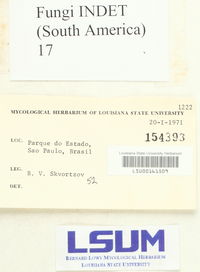 Fungi INDET
(South America)
17
1222
MYCOLOGICAL HERBARIUM OF LOUISIANA STATE UNIVERSITY
20-I-1971
154393
LOC. Parque do Estado,
Sao Paulo, Brasil
Louisiana State University Herbarium
LEG. B. V. Skvortzov
52
DET.
LSUM
BERNARD LOWY MYCOLOGICAL HERBARIUM
LOUISIANA STATE UNIVERSITY